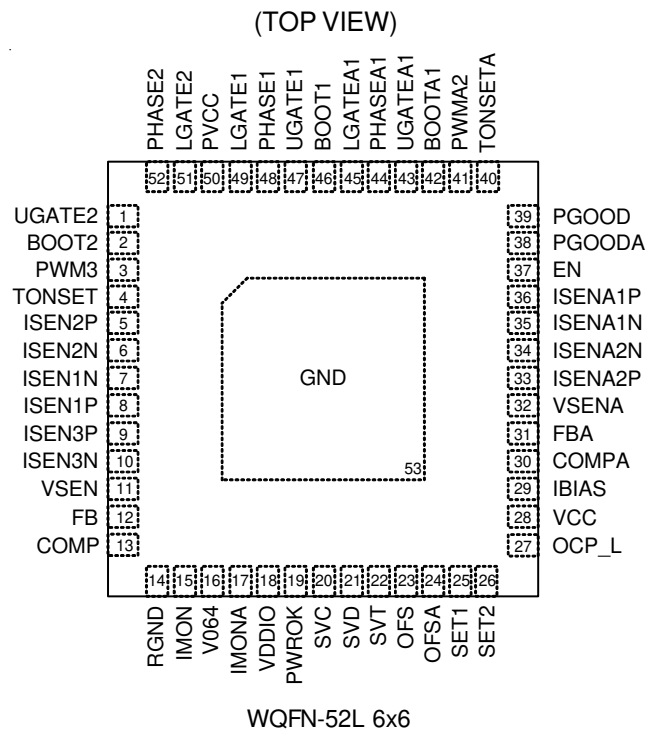 (TOP VIEW)
PHASE2
LGATE2
PVCC
LGATE1
PHASE1
UGATE1
BOOT1
LGATEA1
PHASEA1
UGATEA1
BOOTA1
PWMA2
TONSETA
52 51 50 49 48 47 46 45 44 43 42 41 40
UGATE2 1
BOOT2 2
PWM3 3
TONSET 4
ISEN2P 5
ISEN2N 6
ISEN1N 7
ISEN1P 8
ISEN3P 9
ISEN3N 10
VSEN 11
FB 12
COMP 13
GND
53
39 PGOOD
38 PGOODA
37 EN
36 ISENA1P
35 ISENA1N
34 ISENA2N
33 ISENA2P
32 VSENA
31 FBA
30 COMPA
29 IBIAS
28 VCC
27 OCP_L
14 15 16 17 18 19 20 21 22 23 24 25 26
RGND
IMON
V064
IMONA
VDDIO
PWROK
SVC
SVD
SVT
OFS
OFSA
SET1
SET2
WQFN-52L 6x6